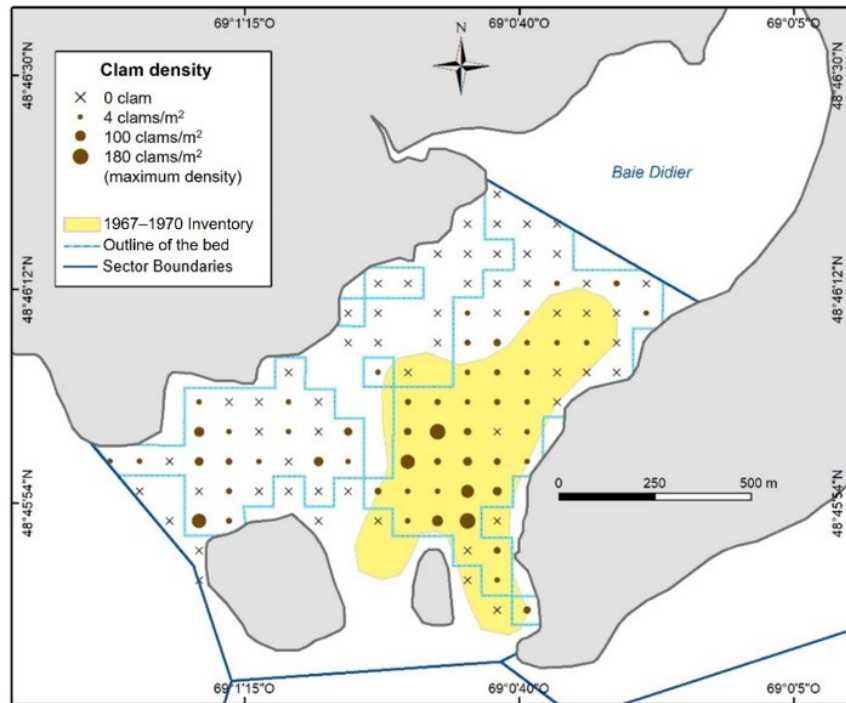 69°1'15"O
69°0'40"O
69°0'5"O
48°46'30"N
48°46'30"N
N
Clam density
0 clam
4 clams/m²
100 clams/m²
180 clams/m²
(maximum density)
1967–1970 Inventory
Outline of the bed
Sector Boundaries
Baie Didier
48°46'12"N
48°46'12"N
0 250 500 m
48°45'54"N
48°45'54"N
69°1'15"O
69°0'40"O
69°0'5"O